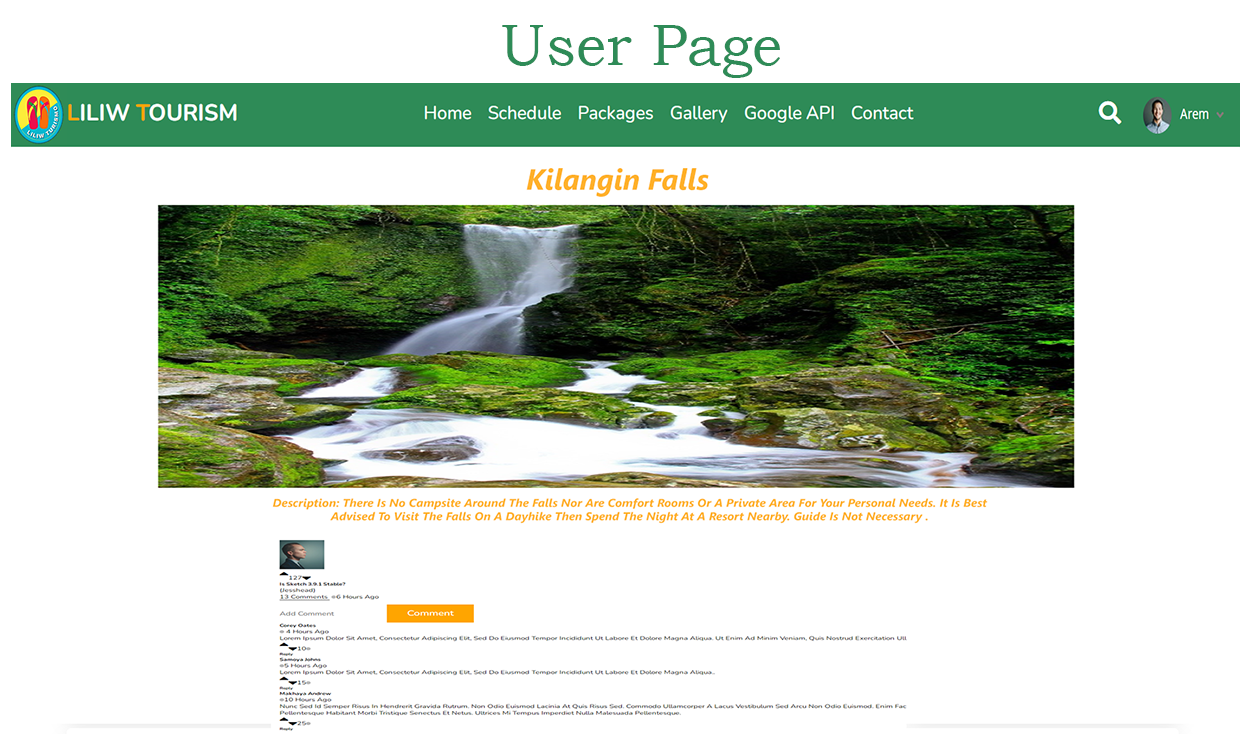 User Page
LILIW TOURISM
LILIW TURISMO
Home Schedule Packages Gallery Google API Contact
Arem
Kilangin Falls
Description: There Is No Campsite Around The Falls Nor Are Comfort Rooms Or A Private Area For Your Personal Needs. It Is Best
Advised To Visit The Falls On A Dayhike Then Spend The Night At A Resort Nearby. Guide Is Not Necessary .
127
Is Sketch 3.9.1 Stable?
(Jesshead)
13 Comments 6 Hours Ago
Add Comment Comment
Corey Oates
4 Hours Ago
Lorem Ipsum Dolor Sit Amet, Consectetur Adipiscing Elit, Sed Do Eiusmod Tempor Incididunt Ut Labore Et Dolore Magna Aliqua. Ut Enim Ad Minim Veniam, Quis Nostrud Exercitation Ull
10
Reply
Samoya Johns
5 Hours Ago
Lorem Ipsum Dolor Sit Amet, Consectetur Adipiscing Elit, Sed Do Eiusmod Tempor Incididunt Ut Labore Et Dolore Magna Aliqua..
15
Reply
Makhaya Andrew
10 Hours Ago
Nunc Sed Id Semper Risus In Hendrerit Gravida Rutrum. Non Odio Euismod Lacinia At Quis Risus Sed. Commodo Ullamcorper A Lacus Vestibulum Sed Arcu Non Odio Euismod. Enim Fac
Pellentesque Habitant Morbi Tristique Senectus Et Netus. Ultrices Mi Tempus Imperdiet Nulla Malesuada Pellentesque.
25
Reply